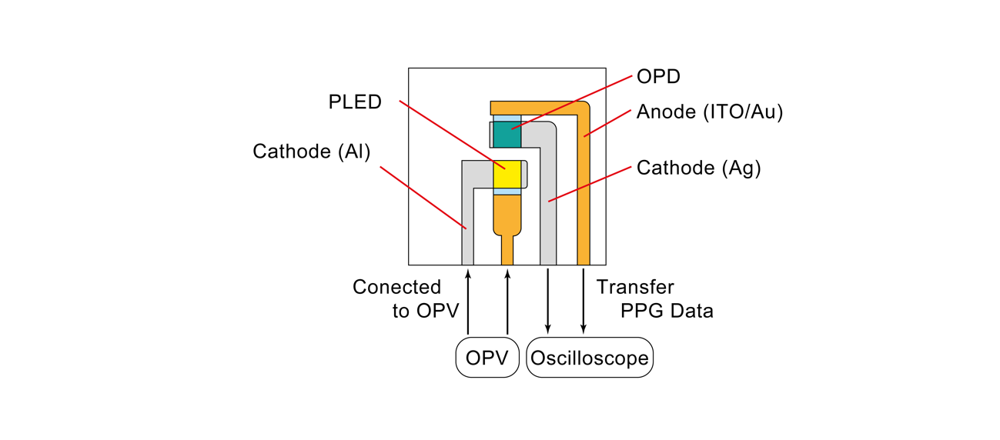 OPD
PLED
Anode (ITO/Au)
Cathode (Al)
Cathode (Ag)
Conected
to OPV
Transfer
PPG Data
OPV
Oscilloscope